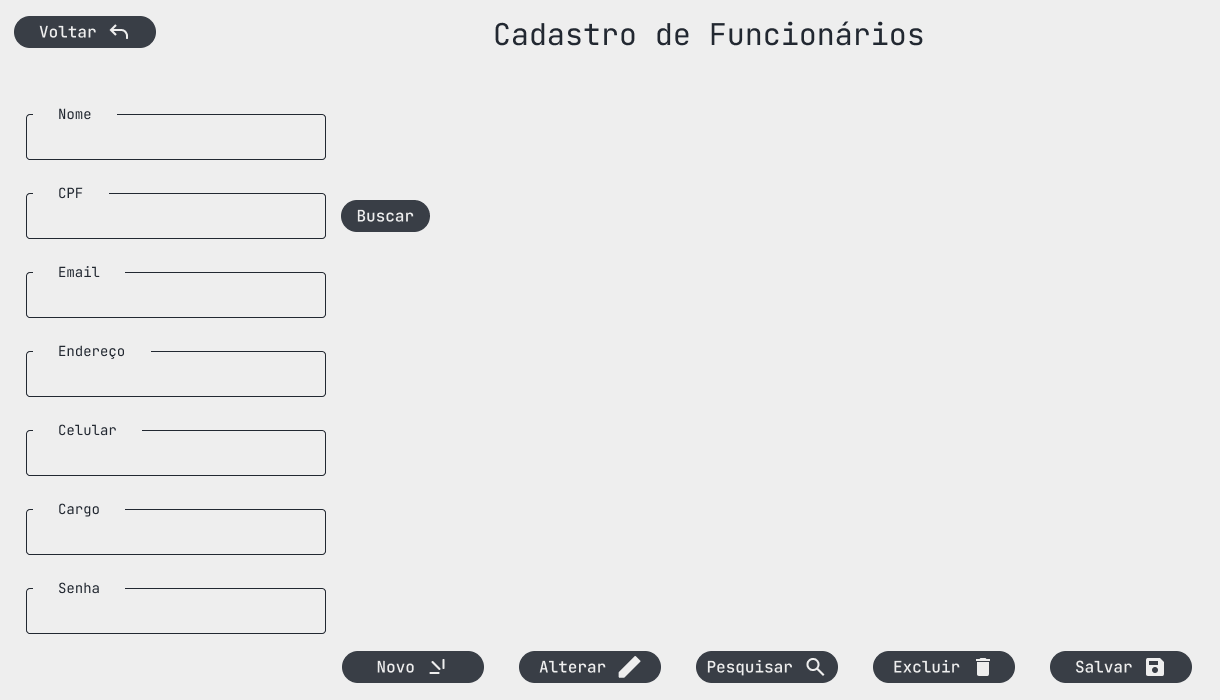 Voltar
Cadastro de Funcionários
Nome
CPF
Buscar
Email
Endereço
Celular
Cargo
Senha
Novo
Alterar
Pesquisar
Excluir
Salvar